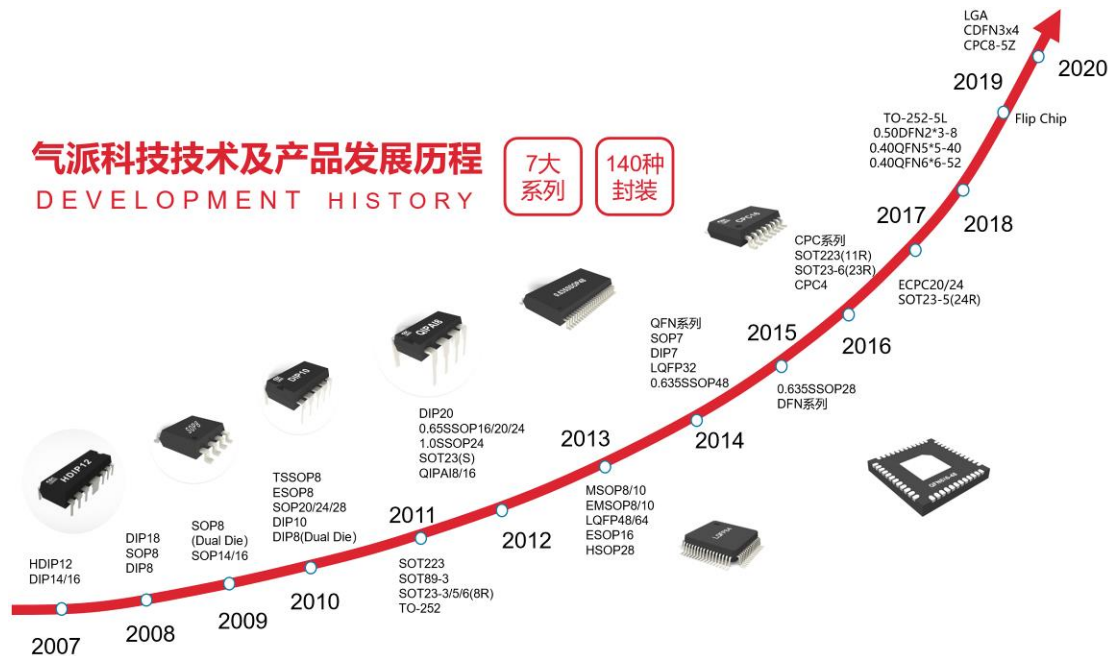 气派科技技术及产品发展历程
DEVELOPMENT HISTORY
7大
系列
140种
封装
HDIP12
HDIP12
DIP14/16
2007
DIP18
SOP8
DIP8
2008
SOP8
(Dual Die)
SOP14/16
2009
DIP10
TSSOP8
ESOP8
SOP20/24/28
DIP10
DIP8(Dual Die)
2010
2011
SOT223
SOT89-3
SOT23-3/5/6(8R)
TO-252
QIPAI8
DIP20
0.65SSOP16/20/24
1.0SSOP24
SOT23(S)
QIPAI8/16
2012
2013
MSOP8/10
EMSOP8/10
LQFP48/64
ESOP16
HSOP28
0.635SSOP48
QFN系列
SOP7
DIP7
LQFP32
0.635SSOP48
2014
2015
0.635SSOP28
DFN系列
CPC16
CPC系列
SOT223(11R)
SOT23-6(23R)
CPC4
2016
2017
ECPC20/24
SOT23-5(24R)
TO-252-5L
0.50DFN2*3-8
0.40QFN5*5-40
0.40QFN6*6-52
2018
2019
Flip Chip
LGA
CDFN3x4
CPC8-5Z
2020